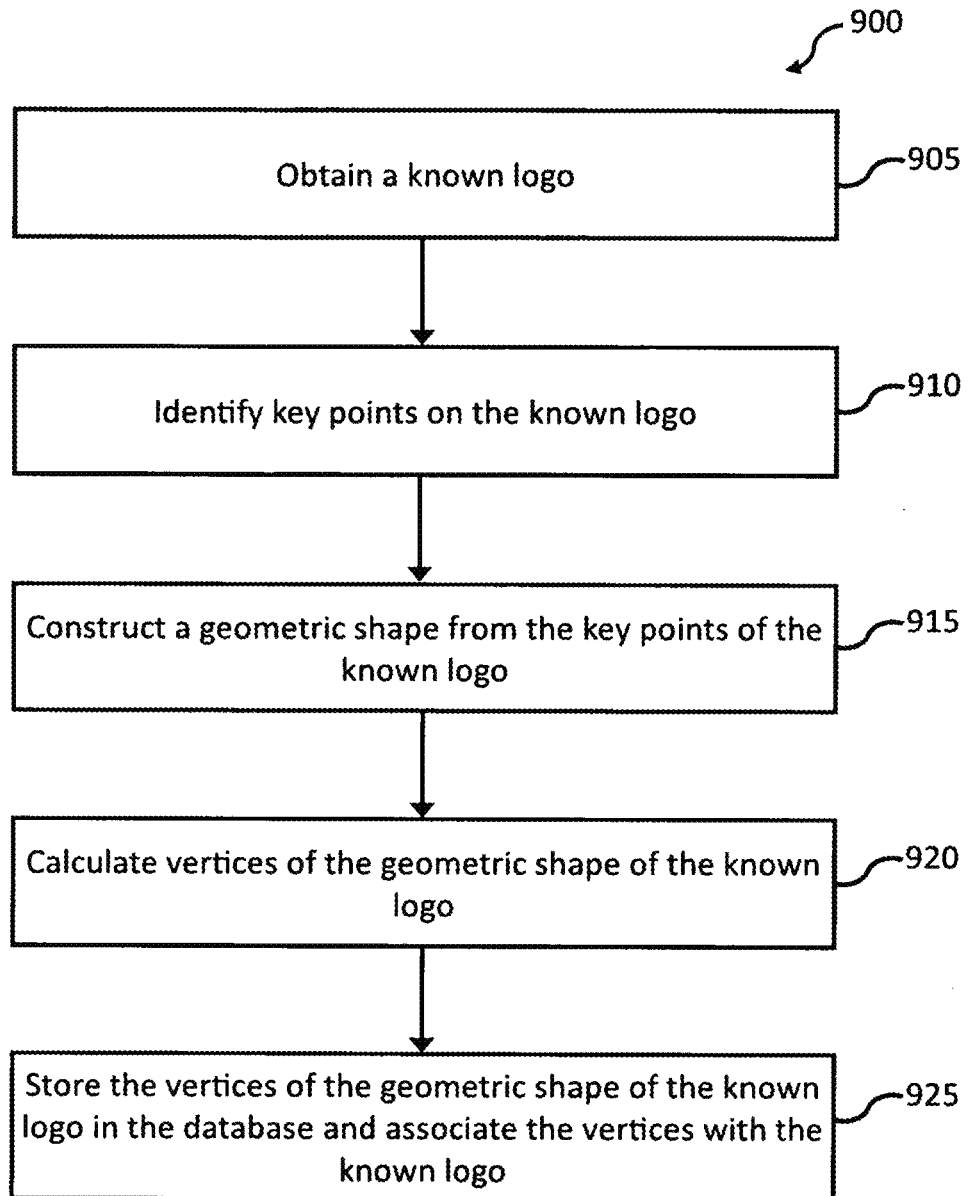 900
Obtain a known logo
905
Identify key points on the known logo
910
Construct a geometric shape from the key points of the
known logo
915
Calculate vertices of the geometric shape of the known
logo
920
Store the vertices of the geometric shape of the known
logo in the database and associate the vertices with the
known logo
925